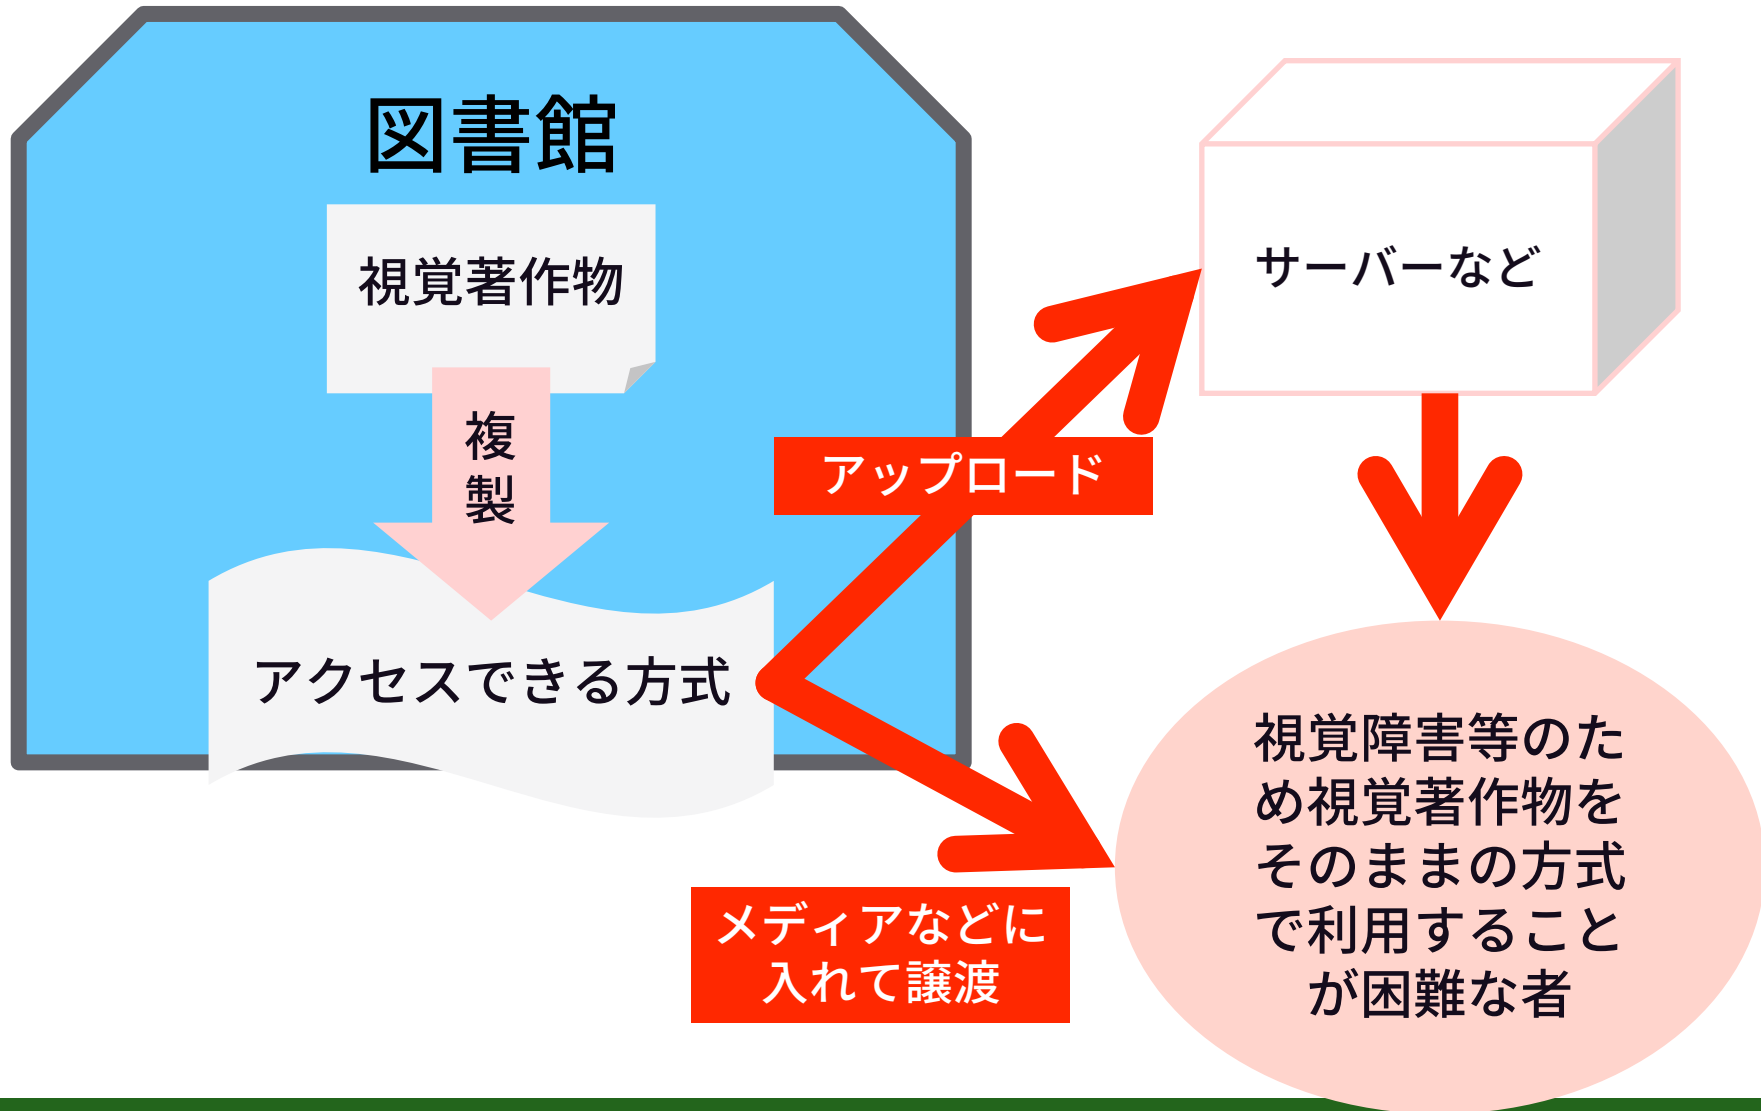 図書館
視覚著作物
複
製
アクセスできる方式
アップロード
サーバーなど
メディアなどに
入れて譲渡
視覚障害等のた
め視覚著作物を
そのままの方式
で利用すること
が困難な者